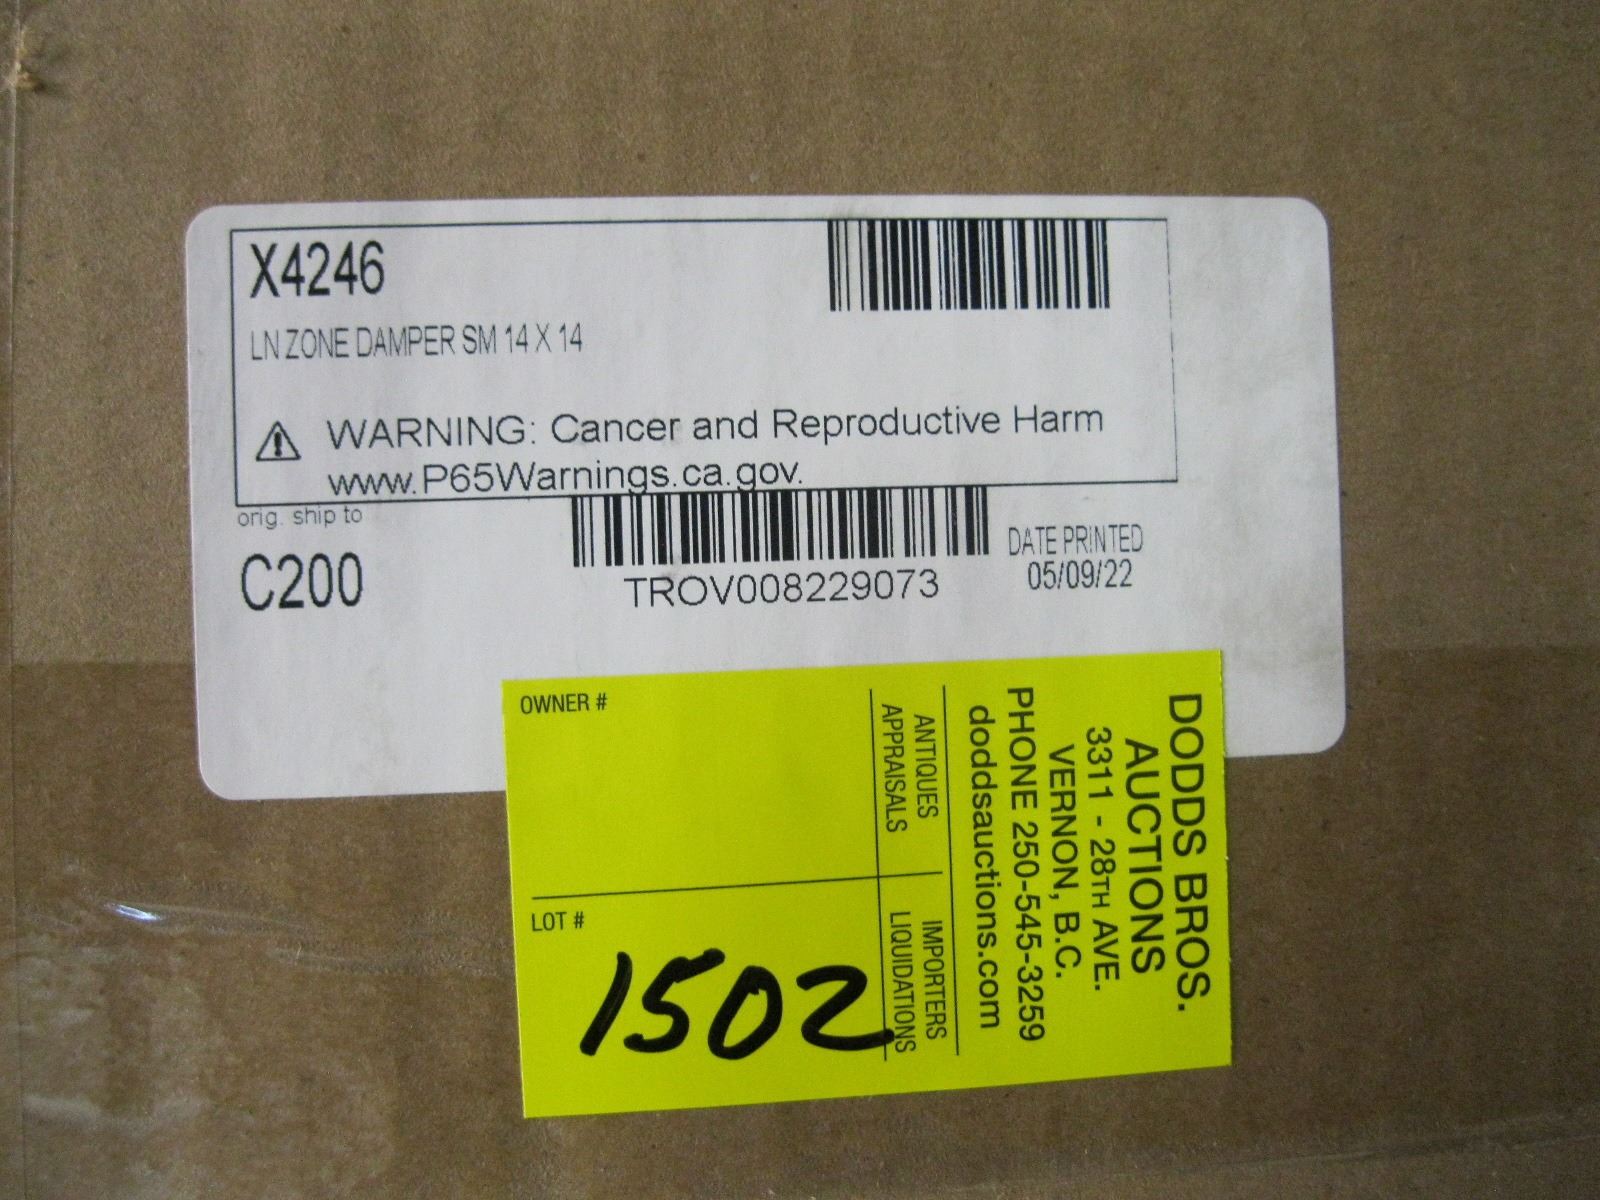 X4246
LN ZONE DAMPER SM 14 X 14
WARNING: Cancer and Reproductive Harm
www.P65Warnings.ca.gov.
orig. ship to
C200
TROV008229073
DATE PRINTED
05/09/22
OWNER #
LOT #
1502
DODDS BROS.
AUCTIONS
3311 - 28TH AVE.
VERNON, B.C.
PHONE 250-545-3259
doddsauctions.com
ANTIQUES
APPRAISALS
IMPORTERS
LIQUIDATIONS